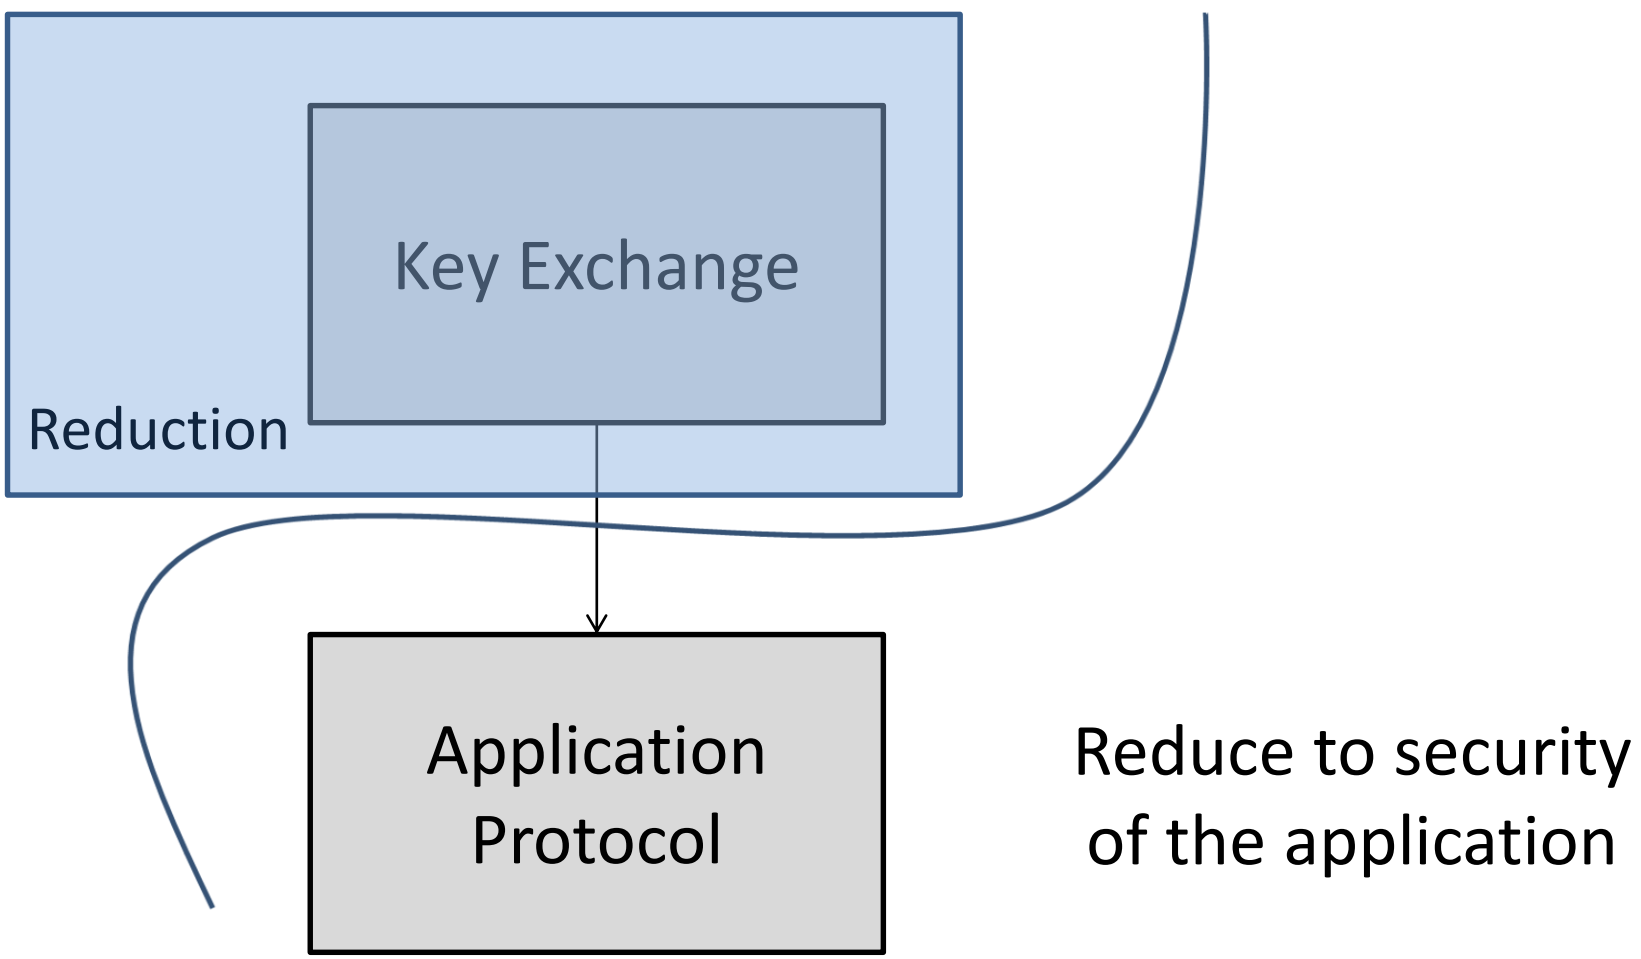 Key Exchange
Reduction
Application
Protocol
Reduce to security
of the application